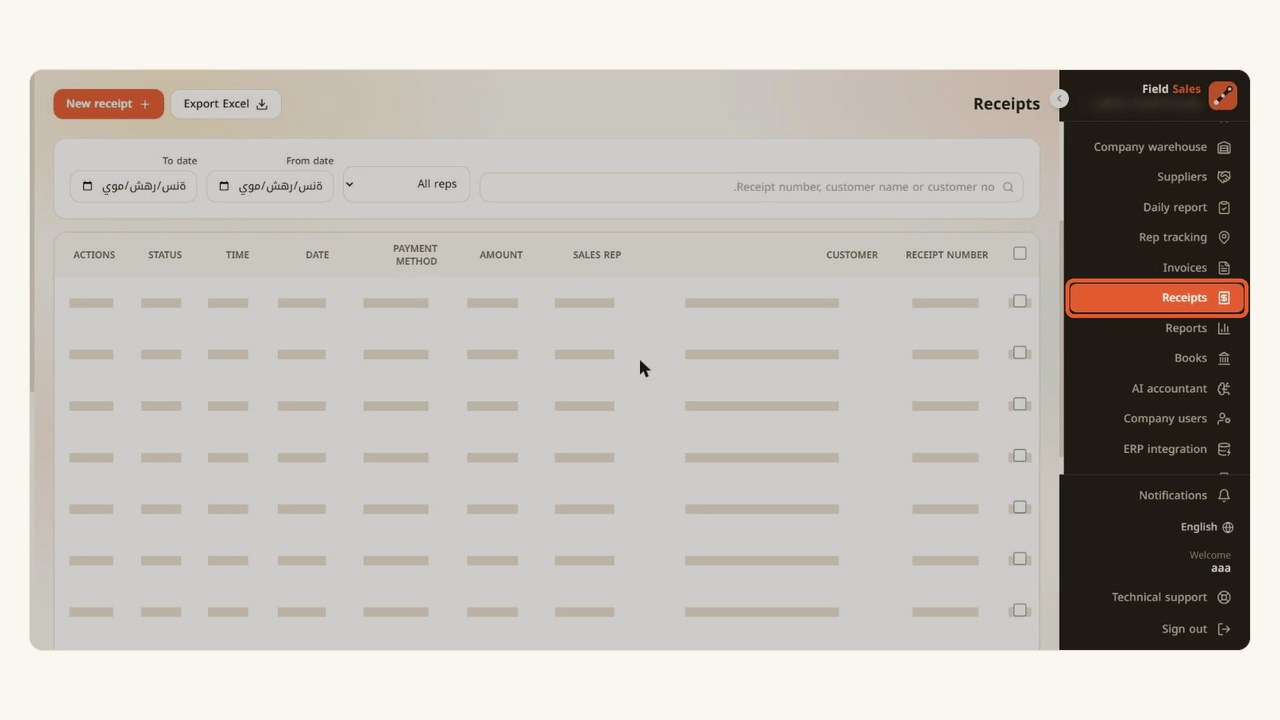 Field Sales
Company warehouse
Suppliers
Daily report
Rep tracking
Invoices
Receipts
Reports
Books
AI accountant
Company users
ERP integration
Notifications
English
Welcome
aaa
Technical support
Sign out
Receipts
Export Excel
New receipt +
From date
To date
.Receipt number, customer name or customer no
All reps
ةنس/رهش/موي
ةنس/رهش/موي
RECEIPT NUMBER
CUSTOMER
SALES REP
AMOUNT
PAYMENT
METHOD
DATE
TIME
STATUS
ACTIONS